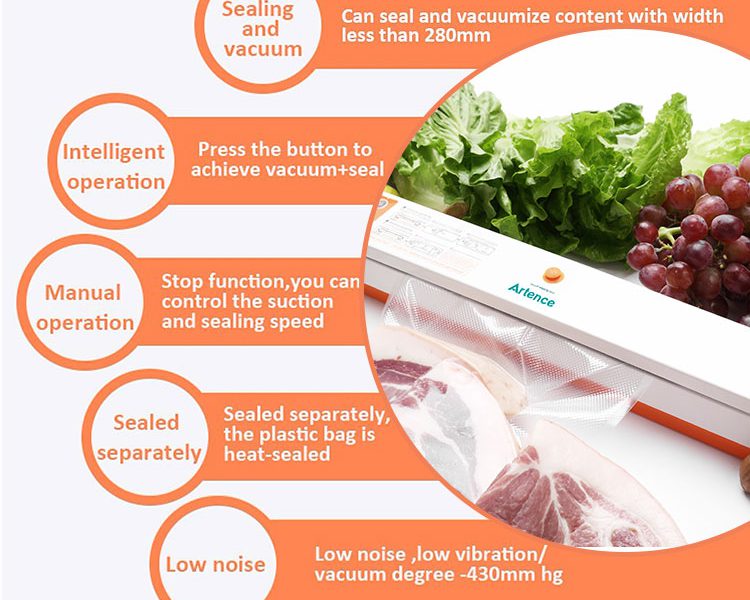 Sealing
and
vacuum
Can seal and vacuumize content with width
less than 280mm
Intelligent
operation
Press the button to
achieve vacuum+seal
Manual
operation
Stop function,you can
control the suction
and sealing speed
Artence
Sealed
separately
Sealed separately,
the plastic bag is
heat-sealed
Low noise
Low noise ,low vibration/
vacuum degree -430mm hg